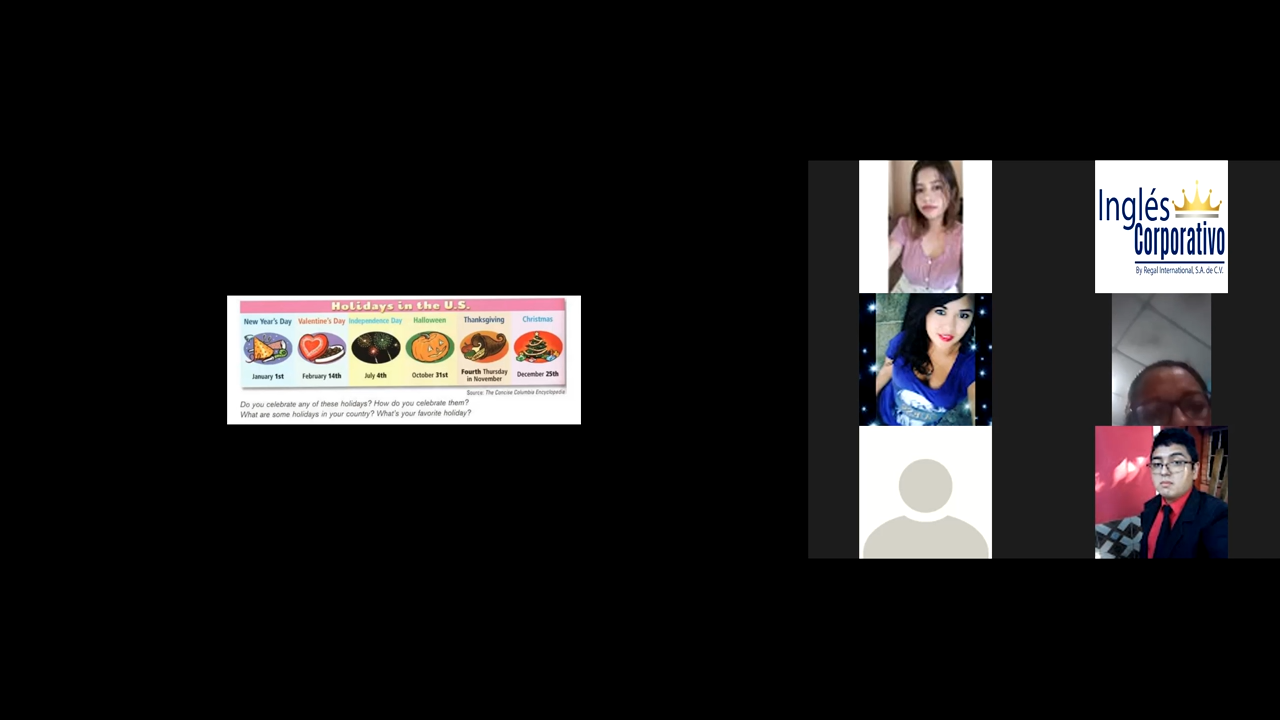 Holidays in the U.S.
New Year's Day Valentine's Day Independence Day Halloween Thanksgiving Christmas
January 1st February 14th July 4th October 31st Fourth Thursday in November December 25th
Source: The Concise Columbia Encyclopedia
Do you celebrate any of these holidays? How do you celebrate them?
What are some holidays in your country? What's your favorite holiday?
Inglés
Corporativo
By Regal International, S.A. de C.V.